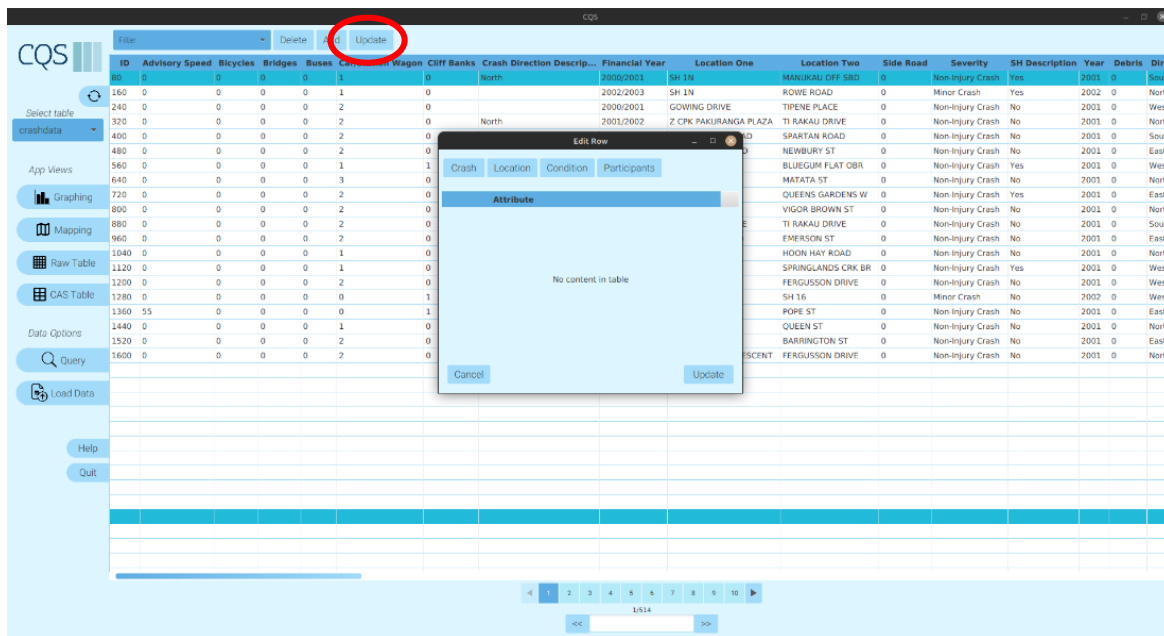 CQS
CQS
Select table
crashdata
App Views
Graphing
Mapping
Raw Table
CAS Table
Data Options
Query
Load Data
Help
Quit
Filter Delete Update
ID Advisory Speed Bicycles Bridges Buses Wagon Cliff Banks Crash Direction Descrip... Financial Year Location One Location Two Side Road Severity SH Description Year Debris
80 0 0 0 0 1 0 North 2000/2001 SH 1N MANUKAU OFF SBD 0 Non-Injury Crash Yes 2001 0 Sou
160 0 0 0 0 1 0 2002/2003 SH 1N ROWE ROAD 0 Minor Crash Yes 2002 0
240 0 0 0 0 2 0 2000/2001 GOWING DRIVE TIPENE PLACE 0 Non-Injury Crash No 2001 0 Wes
320 0 0 0 0 2 0 North 2001/2002 Z CPK PAKURANGA PLAZA TI RAKAU DRIVE 0 Non-Injury Crash No 2001 0
400 0 0 0 0 2 0 SPARTAN ROAD 0 Non-Injury Crash No 2001 0 Sou
480 0 0 0 0 2 0 NEWBURY ST 0 Non-Injury Crash No 2001 0 East
560 0 0 0 0 1 1 BLUEGUM FLAT OBR 0 Non-Injury Crash Yes 2001 0 Wes
640 0 0 0 0 3 0 MATATA ST 0 Non-Injury Crash No 2001 0
720 0 0 0 0 2 0 QUEENS GARDENS W 0 Non-Injury Crash Yes 2001 0 East
800 0 0 0 0 2 0 VIGOR BROWN ST 0 Non-Injury Crash No 2001 0
880 0 0 0 0 2 0 E TI RAKAU DRIVE 0 Non-Injury Crash No 2001 0 Sou
960 0 0 0 0 2 0 EMERSON ST 0 Non-Injury Crash No 2001 0 East
1040 0 0 0 0 1 0 HOON HAY ROAD 0 Non-Injury Crash No 2001 0
1120 0 0 0 0 1 0 SPRINGLANDS CRK BR 0 Non-Injury Crash Yes 2001 0 Wes
1200 0 0 0 0 2 0 FERGUSSON DRIVE 0 Non-Injury Crash No 2001 0 Wes
1280 0 0 0 0 0 1 SH 16 0 Minor Crash No 2002 0 Wes
1360 55 0 0 0 0 1 POPE ST 0 Non-Injury Crash No 2001 0 East
1440 0 0 0 0 1 0 QUEEN ST 0 Non-Injury Crash No 2001 0
1520 0 0 0 0 2 0 BARRINGTON ST 0 Non-Injury Crash No 2001 0 East
1600 0 0 0 0 2 0 ESCENT FERGUSSON DRIVE 0 Non-Injury Crash No 2001 0
Edit Row
Crash Location Condition Participants
Attribute
No content in table
Cancel Update
1 2 3 4 5 6 7 8 9 10
1/514
<< >>